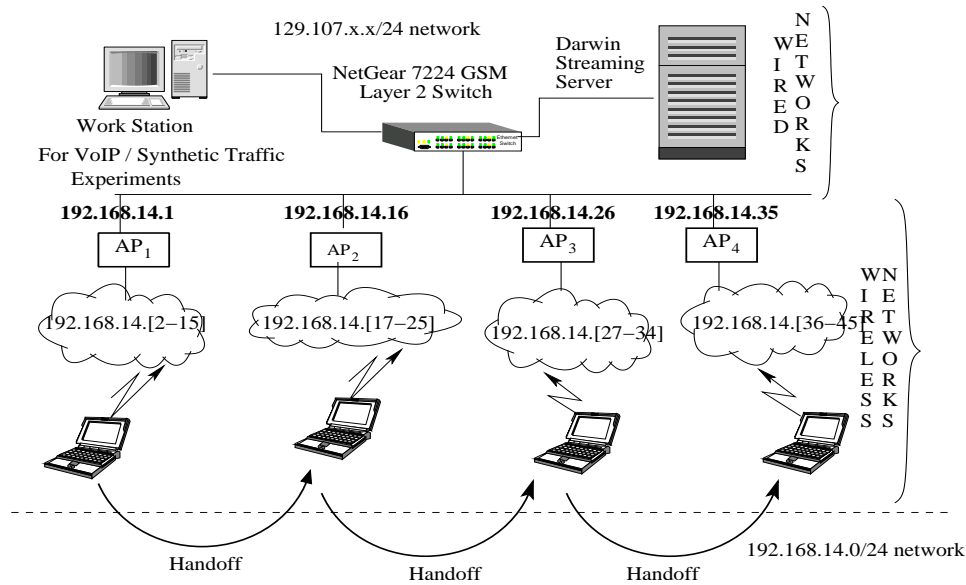 129.107.x.x/24 network
NetGear 7224 GSM
Layer 2 Switch
Darwin
Streaming
Server
WIRED
NETWORKS
Ethernet
Switch
Work Station
For VoIP / Synthetic Traffic
Experiments
192.168.14.1
192.168.14.16
192.168.14.26
192.168.14.35
AP1
AP2
AP3
AP4
192.168.14.[2−15]
192.168.14.[17−25]
192.168.14.[27−34]
192.168.14.[36−45]
WIRELESS
NETWORKS
Handoff
Handoff
Handoff
192.168.14.0/24 network